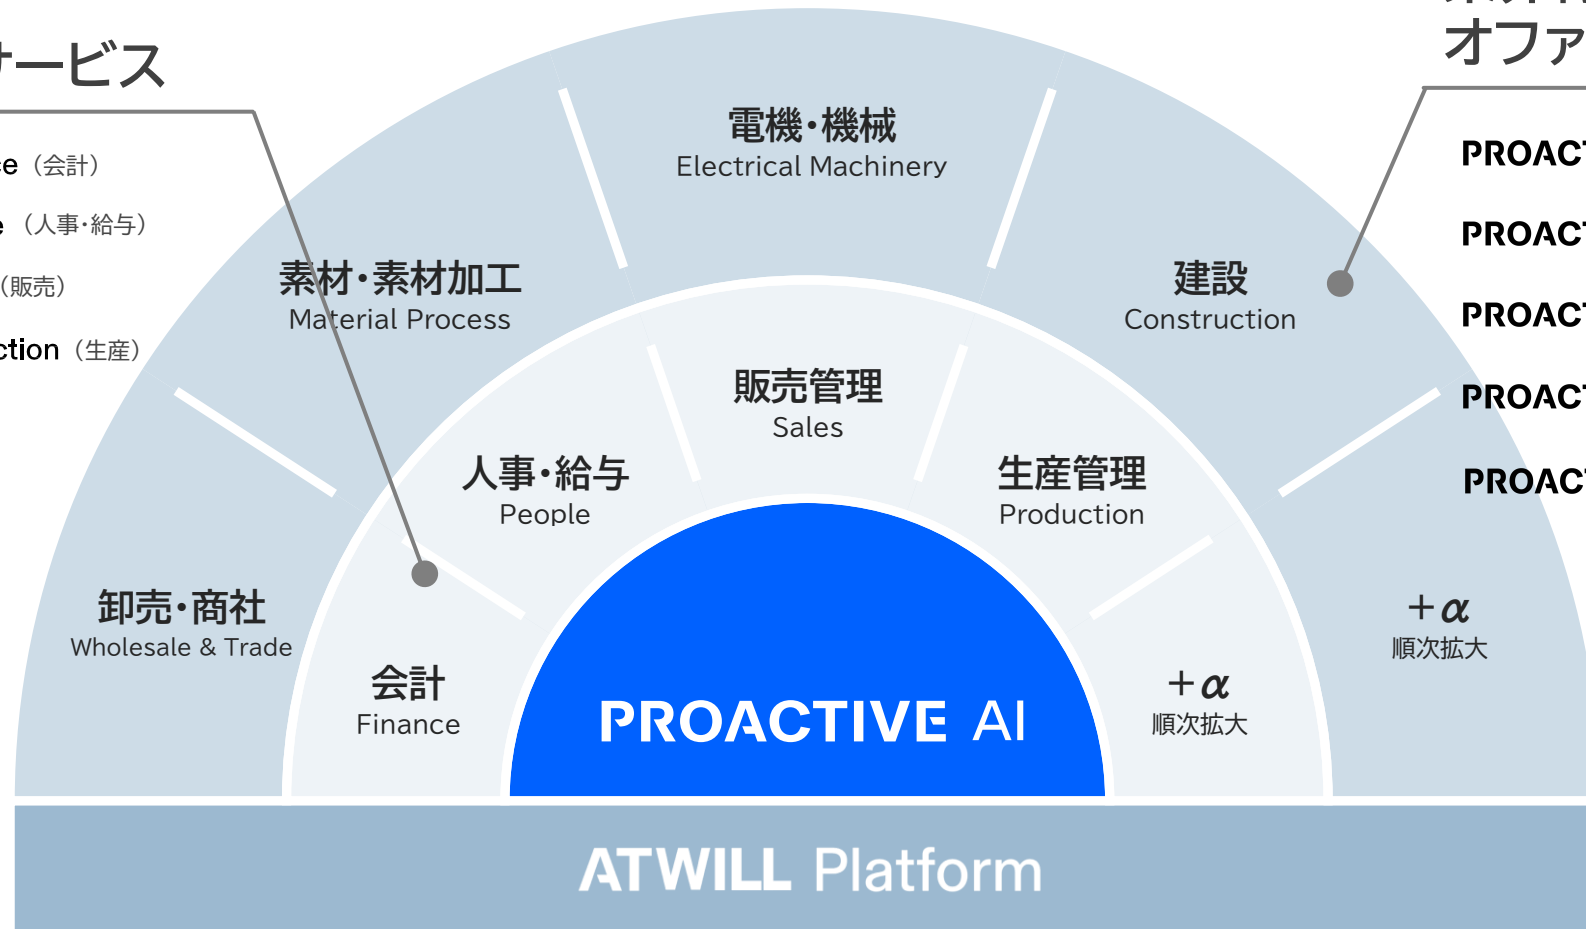 サービス
ce（会計）
e（人事・給与）
（販売）
ction（生産）
オファ
PROACT
PROACT
PROACT
PROACT
PROACT
電機・機械
Electrical Machinery
素材・素材加工
Material Process
建設
Construction
卸売・商社
Wholesale & Trade
＋α
順次拡大
販売管理
Sales
人事・給与
People
生産管理
Production
会計
Finance
＋α
順次拡大
PROACTIVE AI
ATWILL Platform